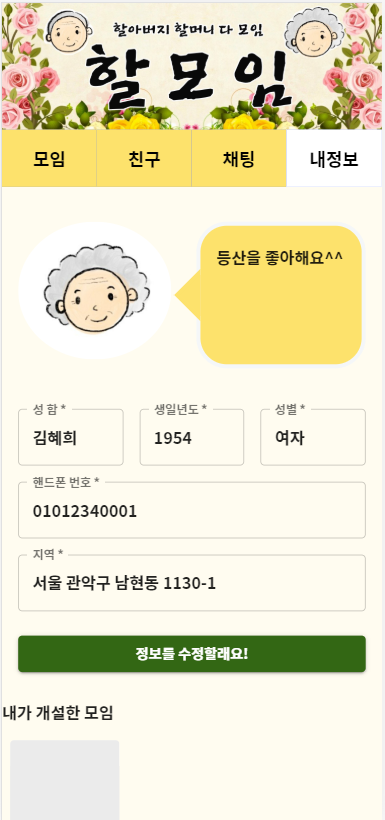 할아버지 할머니 다 모임
할모임
모임 친구 채팅 내정보
등산을 좋아해요^^
성 함 * 생일년도 * 성별 *
김혜희 1954 여자
핸드폰 번호 *
01012340001
지역 *
서울 관악구 남현동 1130-1
정보를 수정할래요!
내가 개설한 모임